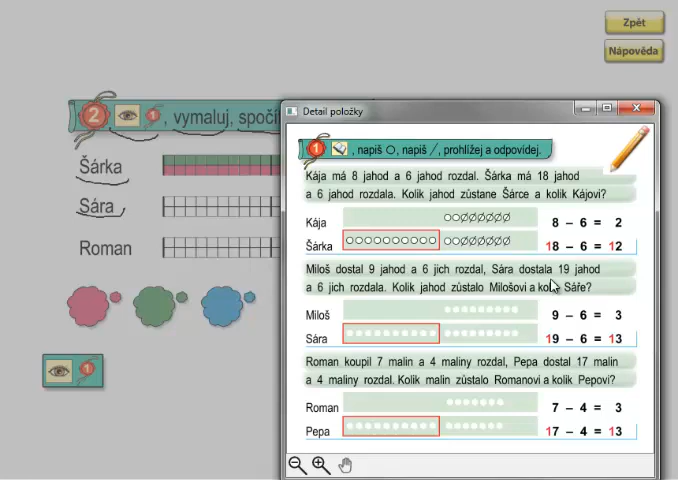 Zpět
Nápověda
2 1 , vymaluj, spočí
Šárka
Sára
Roman
1
Detail položky
1 , napiš ○, napiš ∕, prohlížej a odpovídej.
Kája má 8 jahod a 6 jahod rozdal. Šárka má 18 jahod
a 6 jahod rozdala. Kolik jahod zůstane Šárce a kolik Kájovi?
Kája 8 – 6 = 2
Šárka 18 – 6 = 12
Miloš dostal 9 jahod a 6 jich rozdal, Sára dostala 19 jahod
a 6 jich rozdala. Kolik jahod zůstalo Milošovi a Sáře?
Miloš 9 – 6 = 3
Sára 19 – 6 = 13
Roman koupil 7 malin a 4 maliny rozdal, Pepa dostal 17 malin
a 4 maliny rozdal. Kolik malin zůstalo Romanovi a kolik Pepovi?
Roman 7 – 4 = 3
Pepa 17 – 4 = 13